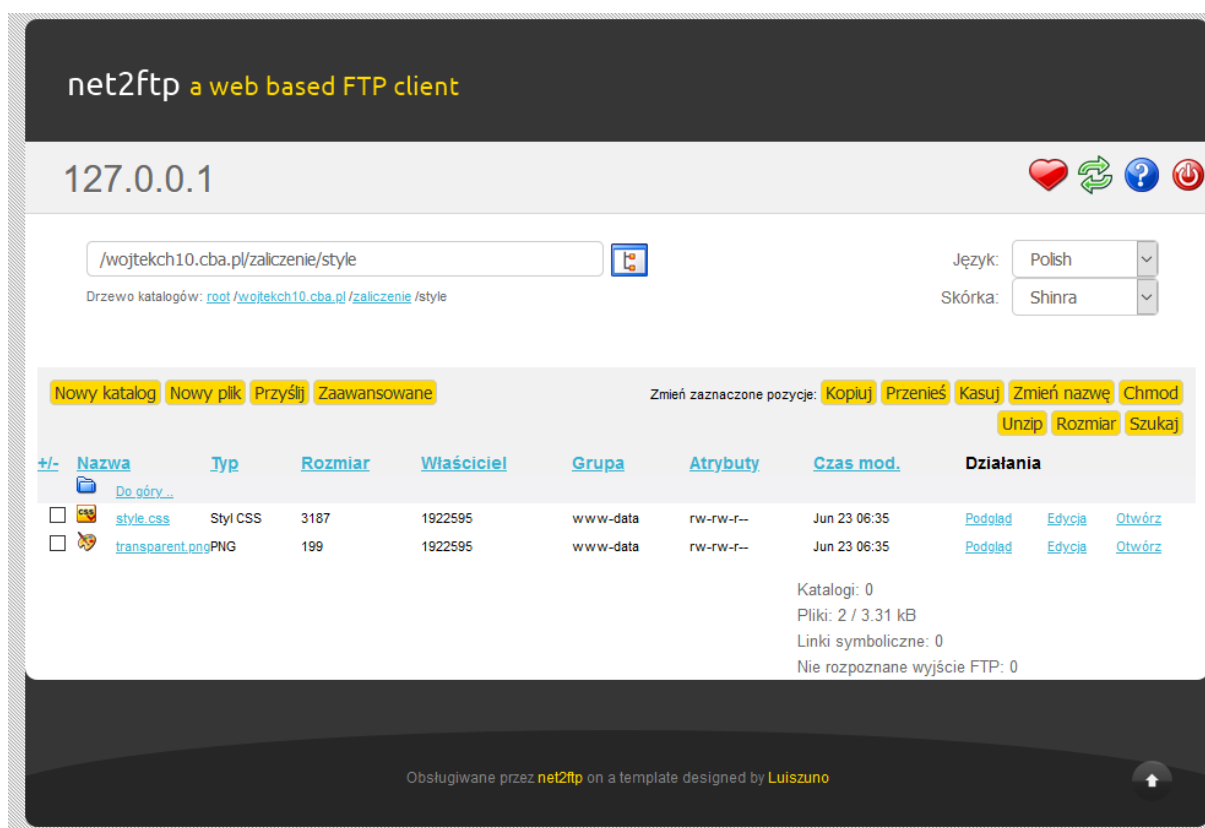 net2ftp a web based FTP client
127.0.0.1
/wojtekch10.cba.pl/zaliczenie/style
Język: Polish
Drzewo katalogów: root /wojtekch10.cba.pl /zaliczenie /style
Skórka: Shinra
Nowy katalog Nowy plik Przyślij Zaawansowane
Zmień zaznaczone pozycje: Kopiuj Przenieś Kasuj Zmień nazwę Chmod
Unzip Rozmiar Szukaj
+/- Nazwa Typ Rozmiar Właściciel Grupa Atrybuty Czas mod. Działania
Do góry ..
css style.css Styl CSS 3187 1922595 www-data rw-rw-r-- Jun 23 06:35 Podgląd Edycja Otwórz
transparent.png PNG 199 1922595 www-data rw-rw-r-- Jun 23 06:35 Podgląd Edycja Otwórz
Katalogi: 0
Pliki: 2 / 3.31 kB
Linki symboliczne: 0
Nie rozpoznane wyjście FTP: 0
Obsługiwane przez net2ftp on a template designed by Luiszuno